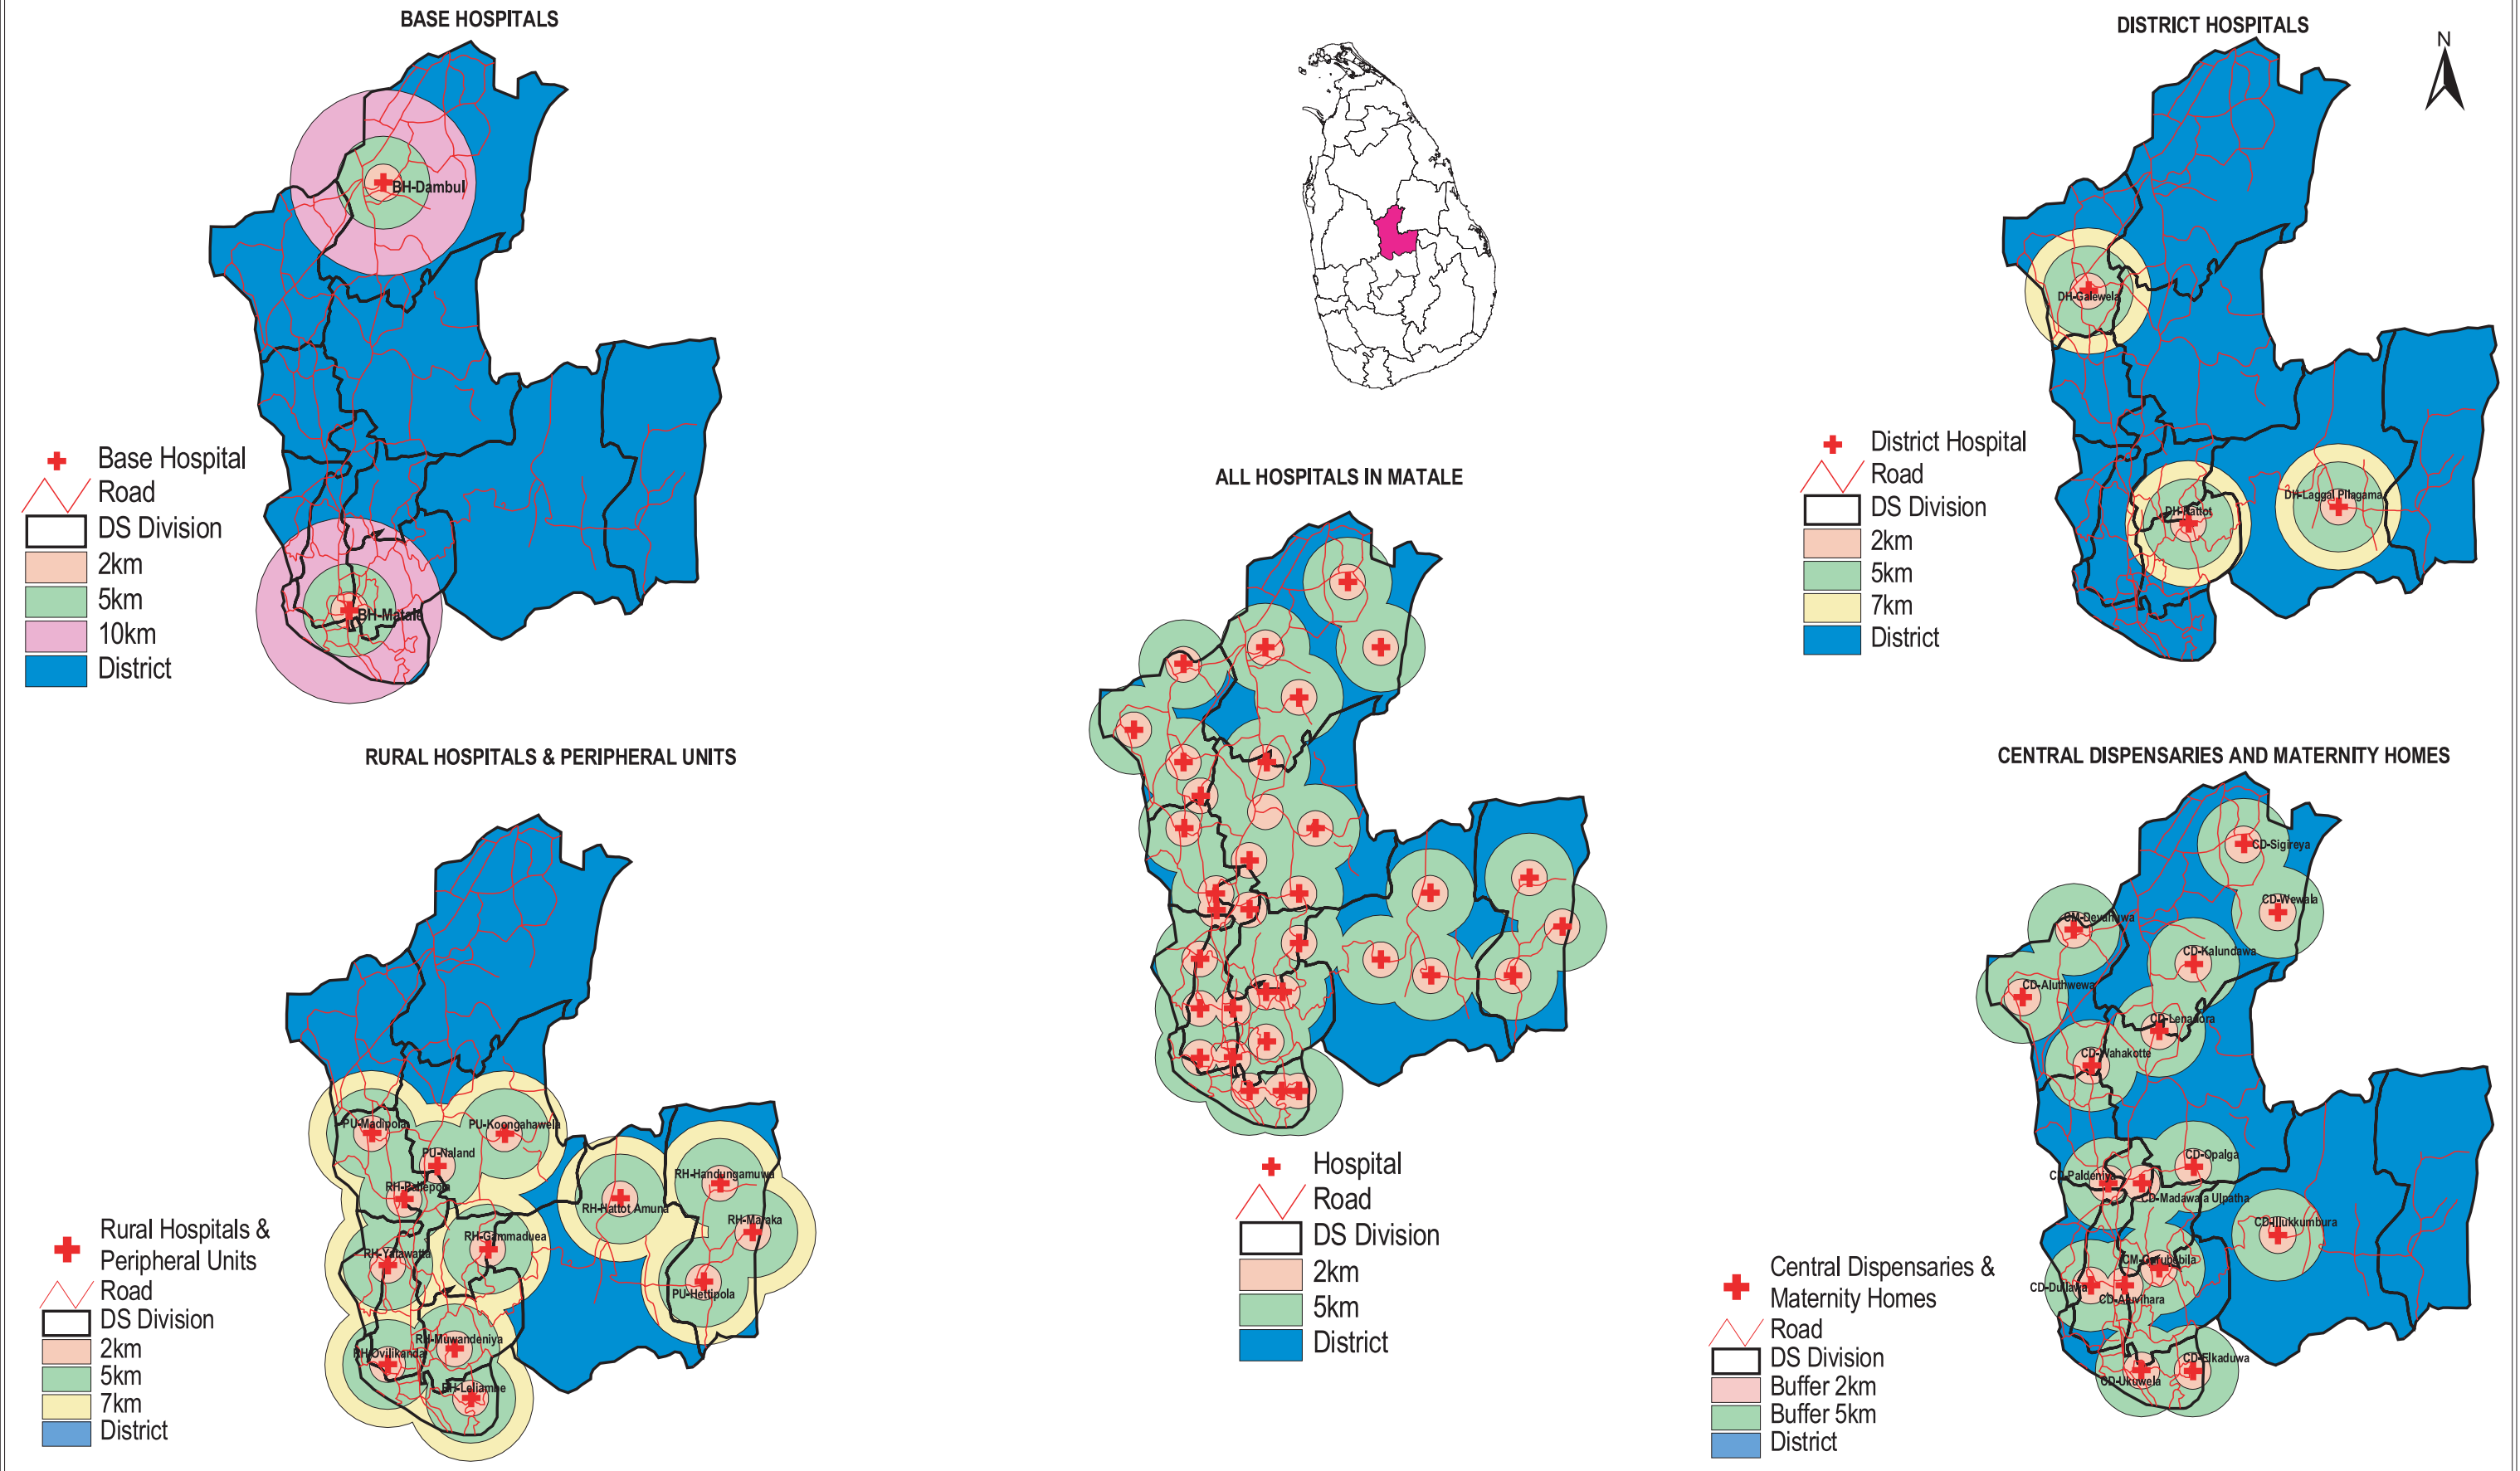 BASE HOSPITALS
BH-Dambul
BH-Matale
Base Hospital
Road
DS Division
2km
5km
10km
District
DISTRICT HOSPITALS
N
DH-Galewela
DH-Rattot
DH-Laggal Pllagama
District Hospital
Road
DS Division
2km
5km
7km
District
ALL HOSPITALS IN MATALE
Hospital
Road
DS Division
2km
5km
District
RURAL HOSPITALS & PERIPHERAL UNITS
PU-Madipola
PU-Koongahawela
PU-Naland
RH-Handungamuwa
RH-Hattot Amuna
RH-Maraka
RH-Gammaduea
RH-Yatawatta
PU-Hettipola
RH-Muwandeniya
RH-Ovilikanda
RH-Leliambe
Rural Hospitals &
Peripheral Units
Road
DS Division
2km
5km
7km
District
CENTRAL DISPENSARIES AND MATERNITY HOMES
CD-Sigireya
CD-Wewala
CM-Devahuwa
CD-Kalundawa
CD-Aluthwewa
CD-Lenadora
CD-Wahakotte
CD-Opalga
CD-Paldeniya
CD-Madawala Ulpatha
CD-Illukkumbura
CD-Dullawa
CD-Aluvihara
CD-Elkaduwa
CD-Ukuwela
Central Dispensaries &
Maternity Homes
Road
DS Division
Buffer 2km
Buffer 5km
District